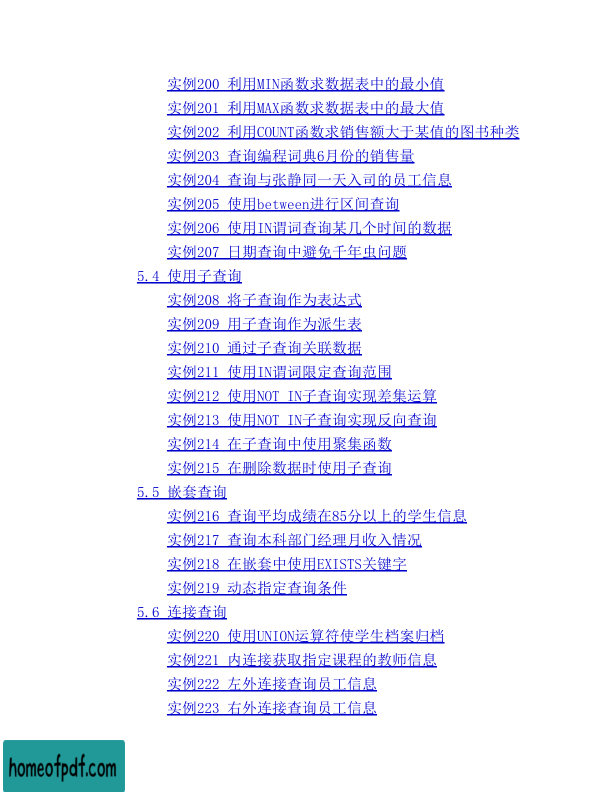 实例200 利用MIN函数求数据表中的最小值
实例201 利用MAX函数求数据表中的最大值
实例202 利用COUNT函数求销售额大于某值的图书种类
实例203 查询编程词典6月份的销售量
实例204 查询与张静同一天入司的员工信息
实例205 使用between进行区间查询
实例206 使用IN谓词查询某几个时间的数据
实例207 日期查询中避免千年虫问题
5.4 使用子查询
实例208 将子查询作为表达式
实例209 用子查询作为派生表
实例210 通过子查询关联数据
实例211 使用IN谓词限定查询范围
实例212 使用NOT IN子查询实现差集运算
实例213 使用NOT IN子查询实现反向查询
实例214 在子查询中使用聚集函数
实例215 在删除数据时使用子查询
5.5 嵌套查询
实例216 查询平均成绩在85分以上的学生信息
实例217 查询本科部门经理月收入情况
实例218 在嵌套中使用EXISTS关键字
实例219 动态指定查询条件
5.6 连接查询
实例220 使用UNION运算符使学生档案归档
实例221 内连接获取指定课程的教师信息
实例222 左外连接查询员工信息
实例223 右外连接查询员工信息
homeofpdf.com